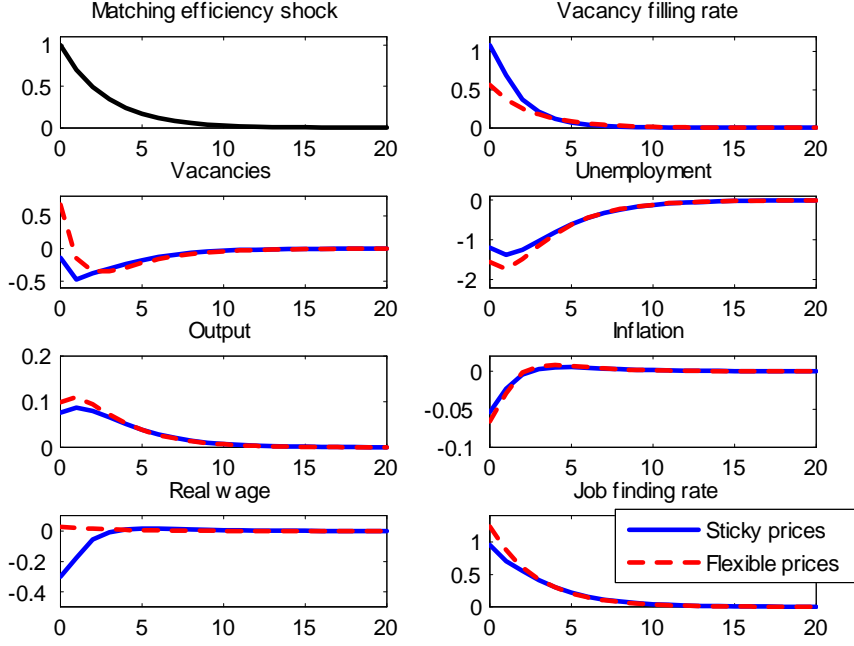 Matching efficiency shock
Vacancy filling rate
1
0.5
0
0 5 10 15 20
1
0.5
0
0 5 10 15 20
Vacancies
Unemployment
0.5
0
-0.5
0 5 10 15 20
0
-1
-2
0 5 10 15 20
Output
Inflation
0.2
0.1
0
0 5 10 15 20
0
-0.05
-0.1
0 5 10 15 20
Real wage
Job finding rate
0
-0.2
-0.4
0 5 10 15 20
1
0.5
0
0 5 10 15 20
Sticky prices
Flexible prices